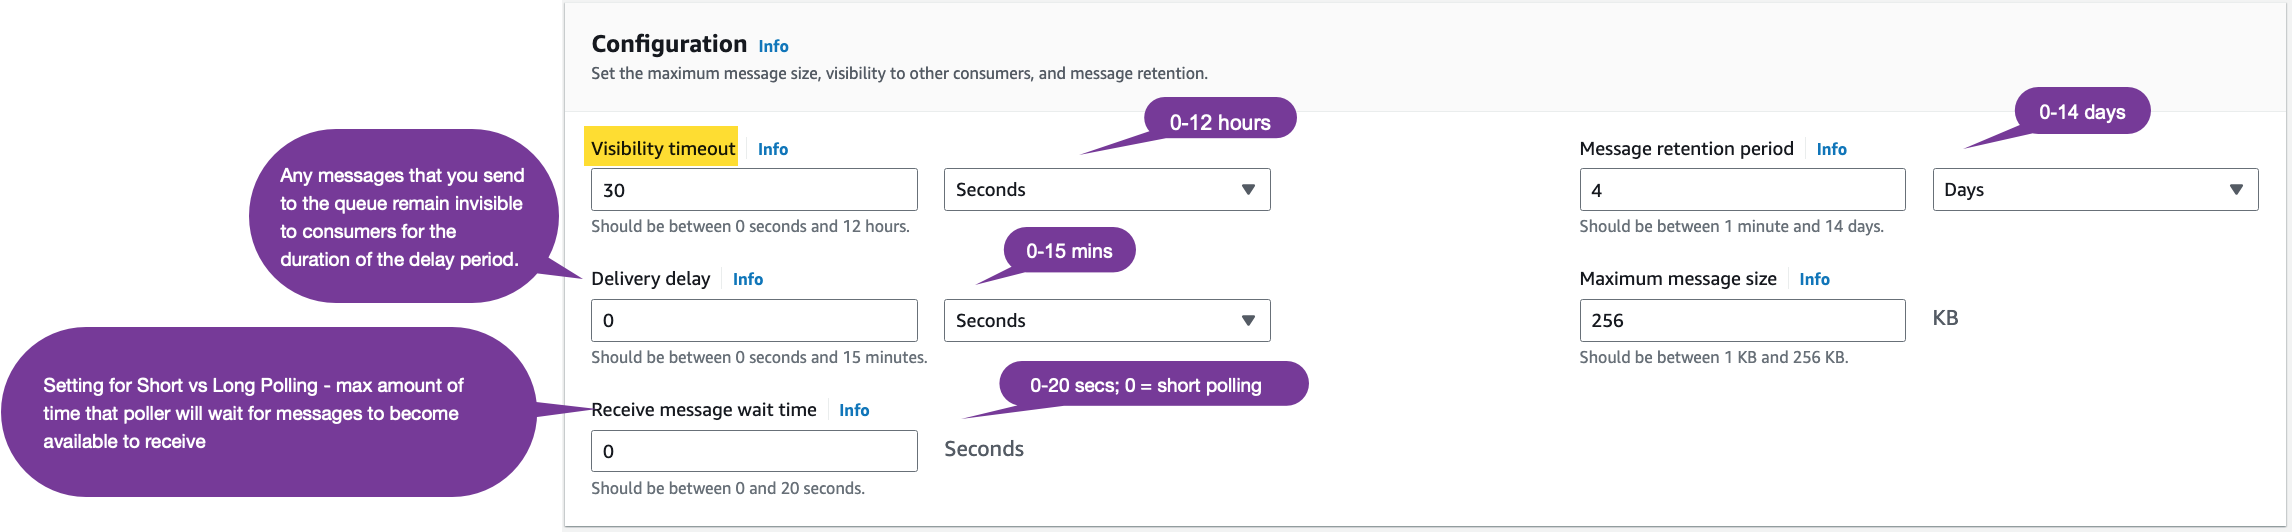 Configuration Info
Set the maximum message size, visibility to other consumers, and message retention.
0-12 hours
0-14 days
Visibility timeout Info
30
Seconds
Should be between 0 seconds and 12 hours.
Message retention period Info
4
Days
Should be between 1 minute and 14 days.
Any messages that you send
to the queue remain invisible
to consumers for the
duration of the delay period.
0-15 mins
Delivery delay Info
0
Seconds
Should be between 0 seconds and 15 minutes.
Maximum message size Info
256
KB
Should be between 1 KB and 256 KB.
Setting for Short vs Long Polling - max amount of
time that poller will wait for messages to become
available to receive
0-20 secs; 0 = short polling
Receive message wait time Info
0
Seconds
Should be between 0 and 20 seconds.